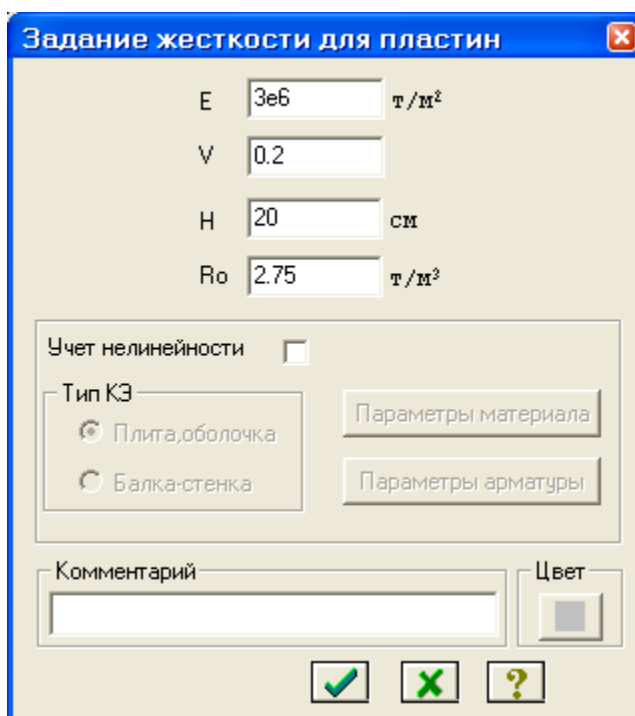 Задание жесткости для пластин
E 3e6 т/м²
V 0.2
H 20 см
Ro 2.75 т/м³
Учет нелинейности
Тип КЭ
Плита,оболочка
Параметры материала
Балка-стенка
Параметры арматуры
Комментарий
Цвет
?